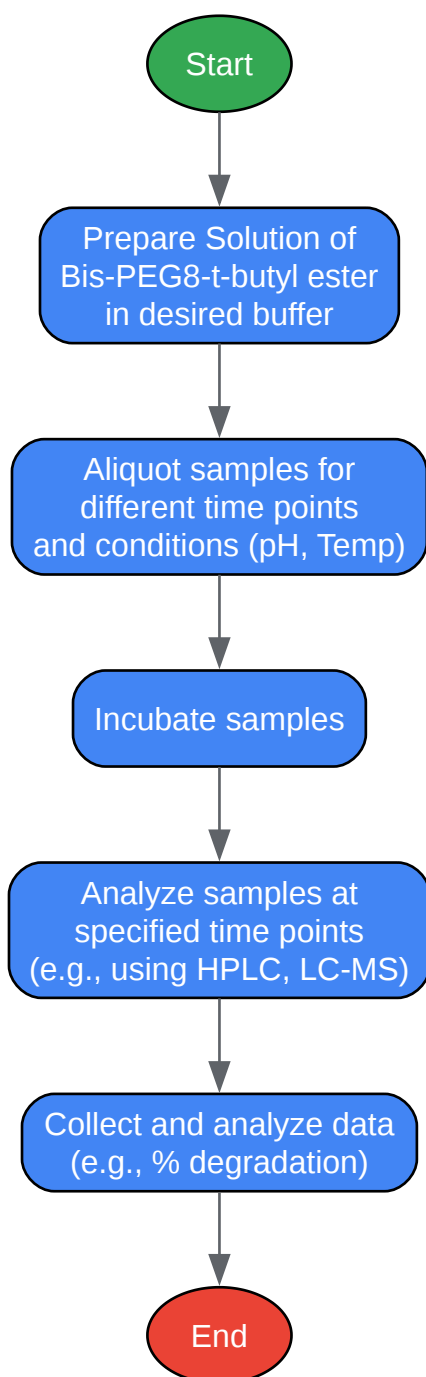 Start
Prepare Solution of
Bis-PEG8-t-butyl ester
in desired buffer
Aliquot samples for
different time points
and conditions (pH, Temp)
Incubate samples
Analyze samples at
specified time points
(e.g., using HPLC, LC-MS)
Collect and analyze data
(e.g., % degradation)
End